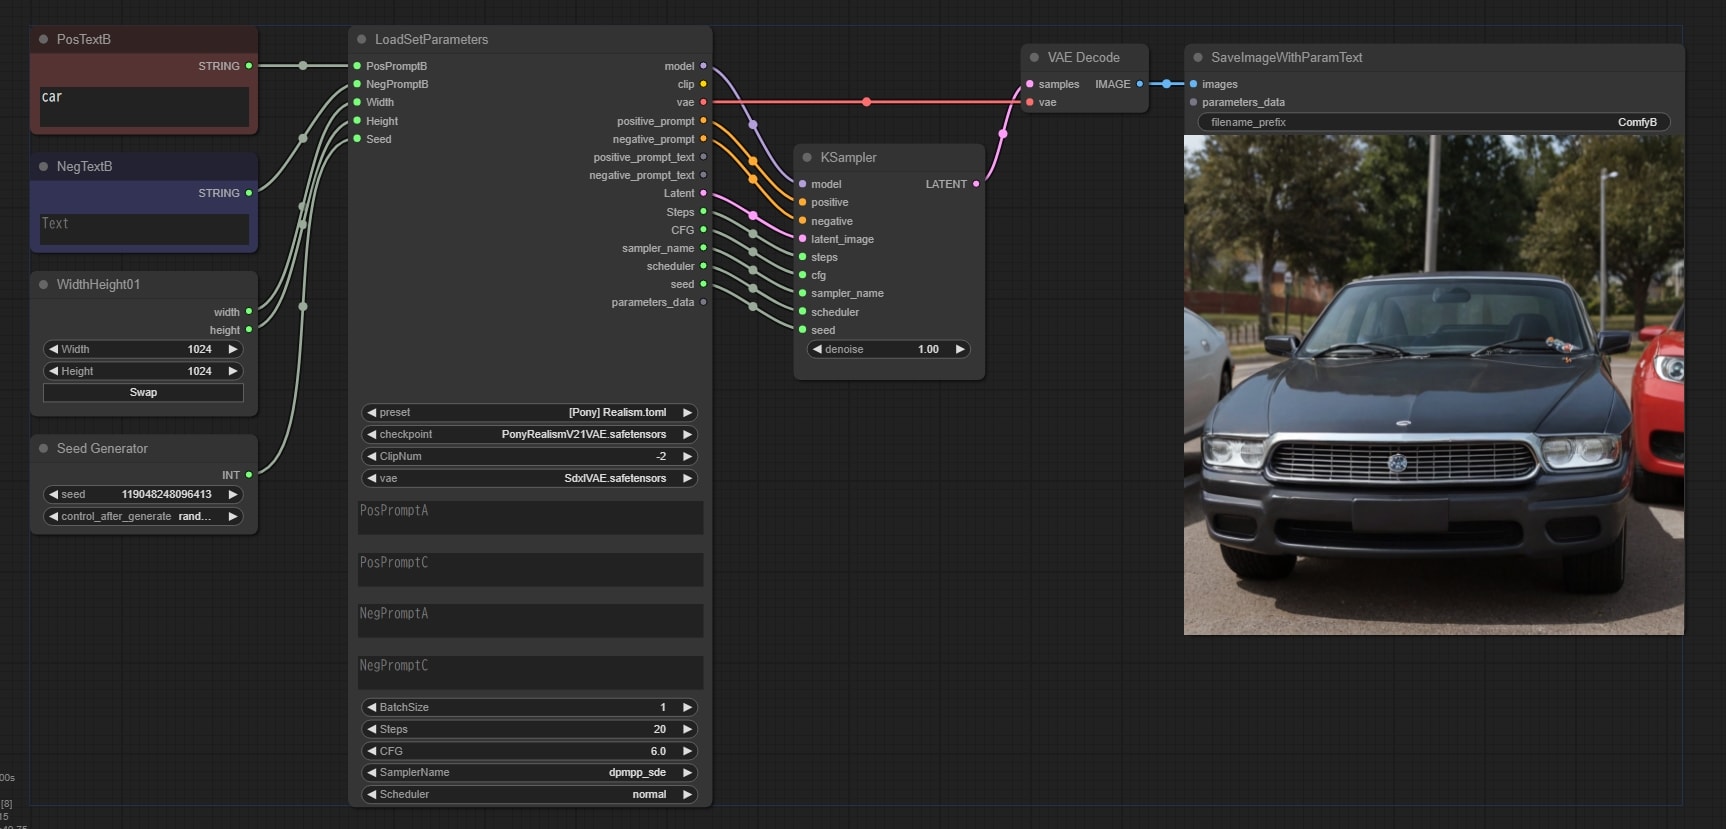 PosTextB
STRING
car
NegTextB
STRING
Text
WidthHeight01
width
height
Width 1024
Height 1024
Swap
Seed Generator
INT
seed 119048248096413
control_after_generate rand...
LoadSetParameters
PosPromptB
NegPromptB
Width
Height
Seed
model
clip
vae
positive_prompt
negative_prompt
positive_prompt_text
negative_prompt_text
Latent
Steps
CFG
sampler_name
scheduler
seed
parameters_data
preset [Pony] Realism.toml
checkpoint PonyRealismV21VAE.safetensors
ClipNum -2
vae SdxlVAE.safetensors
PosPromptA
PosPromptC
NegPromptA
NegPromptC
BatchSize 1
Steps 20
CFG 6.0
SamplerName dpmpp_sde
Scheduler normal
KSampler
model LATENT
positive
negative
latent_image
steps
cfg
sampler_name
scheduler
seed
denoise 1.00
VAE Decode
samples IMAGE
vae
SaveImageWithParamText
images
parameters_data
filename_prefix ComfyB
00s
[8]
15